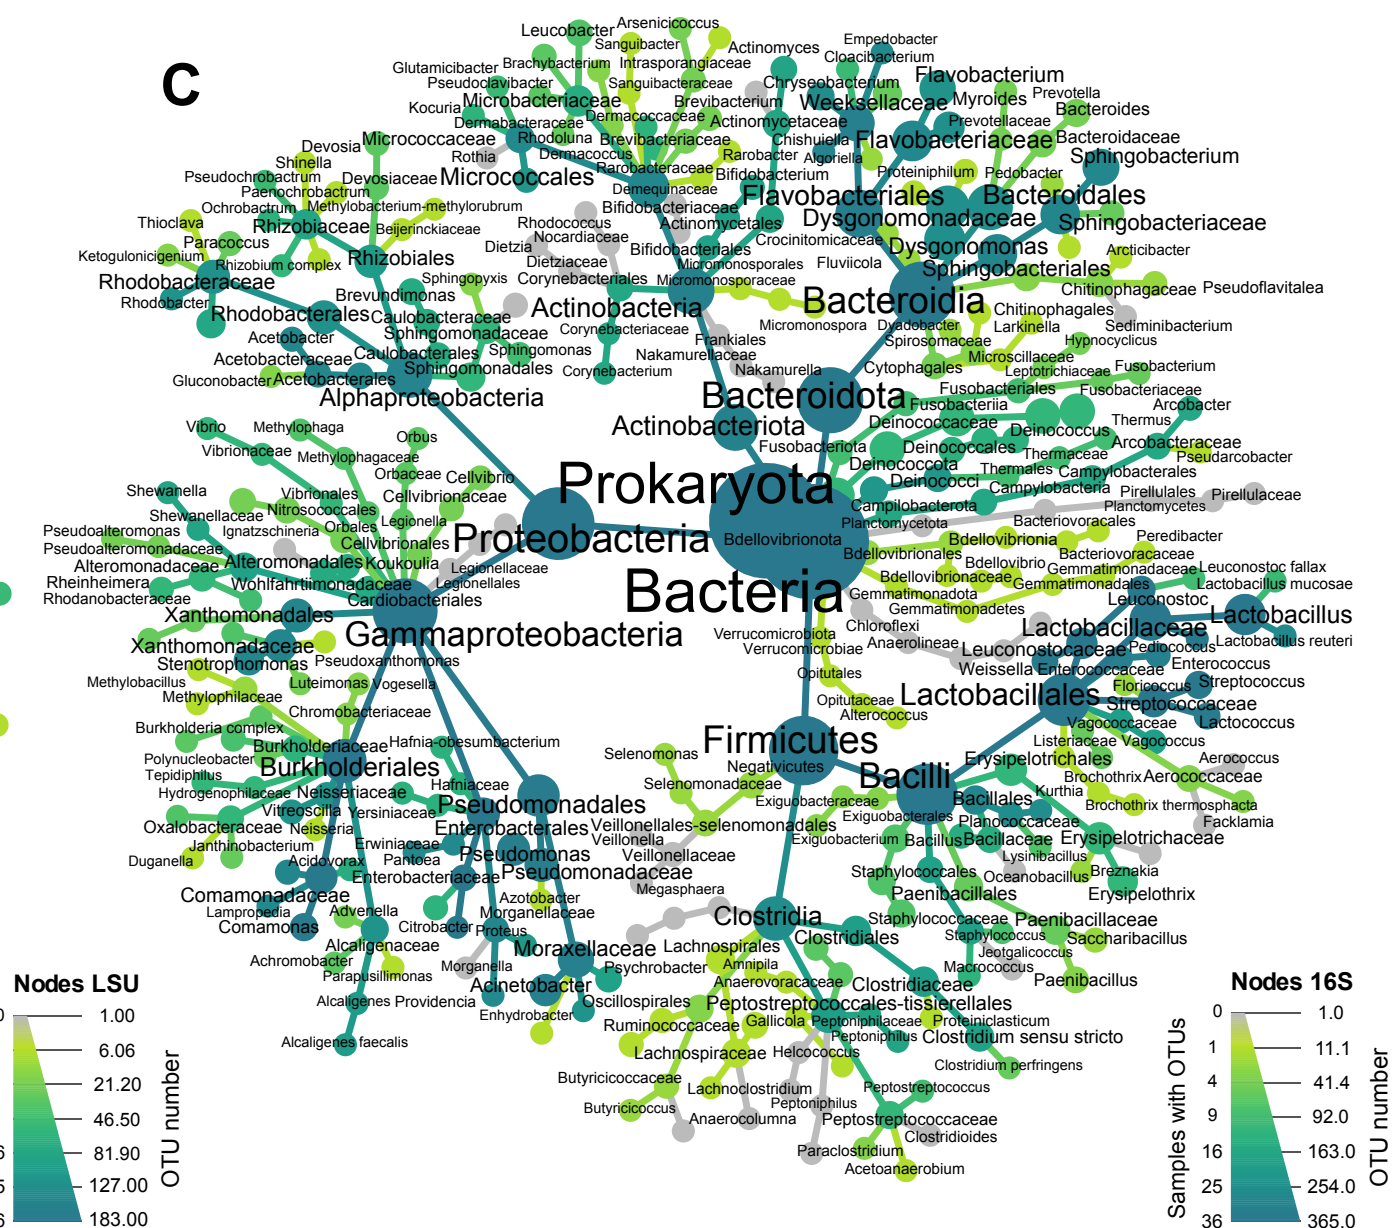 C
Arsenicicoccus
Leucobacter
Sanguibacter
Actinomyces
Empedobacter
Cloacibacterium
Glutamicibacter
Brachybacterium
Intrasporangiaceae
Pseudoclavibacter
Sanguibacteraceae
Chryseobacterium
Flavobacterium
Kocuria
Microbacteriaceae
Brevibacterium
Weeksellaceae
Myroides
Prevotella
Bacteroides
Dermabacteraceae
Dermacoccaceae
Actinomycetaceae
Prevotellaceae
Devosia
Micrococcaceae
Rhodoluna
Brevibacteriaceae
Chishuiella
Flavobacteriaceae
Bacteroidaceae
Shinella
Rothia
Dermacoccus
Rarobacter
Algoriella
Sphingobacterium
Pseudochrobactrum
Devosiaceae
Micrococcales
Rarobacteraceae
Bifidobacterium
Proteiniphilum
Pedobacter
Paenochrobactrum
Demequinaceae
Flavobacteriales
Bacteroidales
Ochrobactrum
Methylobacterium-methylorubrum
Bifidobacteriaceae
Dysgonomonadaceae
Sphingobacteriaceae
Thioclava
Rhizobiaceae
Beijerinckiaceae
Rhodococcus
Actinomycetales
Paracoccus
Nocardiaceae
Crocinitomicaceae
Dysgonomonas
Arcticibacter
Ketogulonicigenium
Rhizobium complex
Rhizobiales
Dietzia
Dietziaceae
Bifidobacteriales
Fluviicola
Sphingobacteriales
Rhodobacteraceae
Sphingopyxis
Corynebacteriales
Micromonosporales
Micromonosporaceae
Chitinophagaceae
Pseudoflavitalea
Rhodobacter
Brevundimonas
Actinobacteria
Bacteroidia
Rhodobacterales
Caulobacteraceae
Chitinophagales
Acetobacter
Sphingomonadaceae
Corynebacteriaceae
Micromonospora
Dyadobacter
Larkinella
Sediminibacterium
Acetobacteraceae
Caulobacterales
Sphingomonas
Frankiales
Nakamurellaceae
Spirosomaceae
Microscillaceae
Hypnocyclicus
Gluconobacter
Acetobacterales
Sphingomonadales
Corynebacterium
Nakamurella
Cytophagales
Leptotrichiaceae
Fusobacterium
Alphaproteobacteria
Bacteroidota
Fusobacteriales
Fusobacteriaceae
Fusobacteriia
Arcobacter
Vibrio
Methylophaga
Orbus
Actinobacteriota
Deinococcaceae
Deinococcus
Thermus
Vibrionaceae
Methylophagaceae
Fusobacteriota
Deinococcales
Thermaceae
Arcobacteraceae
Orbaceae
Cellvibrio
Deinococcota
Thermales
Campylobacterales
Pseudarcobacter
Shewanella
Vibrionales
Cellvibrionaceae
Prokaryota
Deinococci
Campylobacteria
Pirellulales
Pirellulaceae
Nitrosococcales
Campilobacterota
Planctomycetes
Shewanellaceae
Orbales
Legionella
Planctomycetota
Bacteriovorales
Pseudoalteromonas
Ignatzschineria
Cellvibrionales
Proteobacteria
Bdellovibrionota
Bdellovibrionia
Peredibacter
Pseudoalteromonadaceae
Alteromonadales
Koukoulia
Bdellovibrionales
Bacteriovoracaceae
Alteromonadaceae
Legionellaceae
Bdellovibrio
Gemmatimonadaceae
Leuconostoc fallax
Rheinheimera
Wohlfahrtiimonadaceae
Legionellales
Bdellovibrionaceae
Gemmatimonadales
Lactobacillus mucosae
Rhodanobacteraceae
Cardiobacteriales
Bacteria
Gemmatimonadota
Gemmatimonadetes
Leuconostoc
Xanthomonadales
Chloroflexi
Lactobacillaceae
Lactobacillus
Gammaproteobacteria
Verrucomicrobiota
Anaerolineae
Leuconostocaceae
Pediococcus
Lactobacillus reuteri
Xanthomonadaceae
Verrucomicrobiae
Stenotrophomonas
Pseudoxanthomonas
Opitutales
Weissella
Enterococcaceae
Enterococcus
Methylobacillus
Luteimonas
Vogesella
Floricoccus
Streptococcus
Methylophilaceae
Opitutaceae
Lactobacillales
Streptococcaceae
Chromobacteriaceae
Alterococcus
Vagococcaceae
Lactococcus
Burkholderia complex
Hafnia-obesumbacterium
Firmicutes
Listeriaceae
Vagococcus
Polynucleobacter
Burkholderiaceae
Selenomonas
Negativicutes
Erysipelotrichales
Aerococcus
Tepidiphilus
Burkholderiales
Hafniaceae
Selenomonadaceae
Bacilli
Brochothrix
Aerococcaceae
Hydrogenophilaceae
Neisseriaceae
Pseudomonadales
Exiguobacteraceae
Bacillales
Kurthia
Brochothrix thermosphacta
Vitreoscilla
Yersiniaceae
Exiguobacterales
Planococcaceae
Facklamia
Oxalobacteraceae
Neisseria
Enterobacterales
Veillonellales-selenomonadales
Exiguobacterium
Bacillus
Bacillaceae
Erysipelotrichaceae
Janthinobacterium
Erwiniaceae
Pseudomonas
Veillonella
Veillonellaceae
Lysinibacillus
Duganella
Acidovorax
Pantoea
Pseudomonadaceae
Staphylococcales
Oceanobacillus
Breznakia
Comamonadaceae
Enterobacteriaceae
Megasphaera
Paenibacillales
Erysipelothrix
Lampropedia
Advenella
Azotobacter
Morganellaceae
Clostridia
Staphylococcaceae
Paenibacillaceae
Comamonas
Citrobacter
Proteus
Clostridiales
Staphylococcus
Saccharibacillus
Alcaligenaceae
Moraxellaceae
Lachnospirales
Jeotgalicoccus
Achromobacter
Morganella
Psychrobacter
Amnipila
Macrococcus
Paenibacillus
Parapusillimonas
Acinetobacter
Anaerovoracaceae
Clostridiaceae
Alcaligenes
Providencia
Oscillospirales
Peptostreptococcales-tissierellales
Enhydrobacter
Ruminococcaceae
Gallicola
Peptoniphilaceae
Proteiniclasticum
Alcaligenes faecalis
Lachnospiraceae
Helcococcus
Peptoniphilus
Clostridium sensu stricto
Clostridium perfringens
Butyricicoccaceae
Lachnoclostridium
Peptostreptococcus
Butyricicoccus
Peptoniphilus
Anaerocolumna
Peptostreptococcaceae
Clostridioides
Paraclostridium
Acetoanaerobium
Nodes LSU
0 1.00
6.06
21.20
46.50
6 81.90
5 127.00
6 183.00
OTU number
Nodes 16S
0 1.0
1 11.1
4 41.4
9 92.0
16 163.0
25 254.0
36 365.0
Samples with OTUs
OTU number